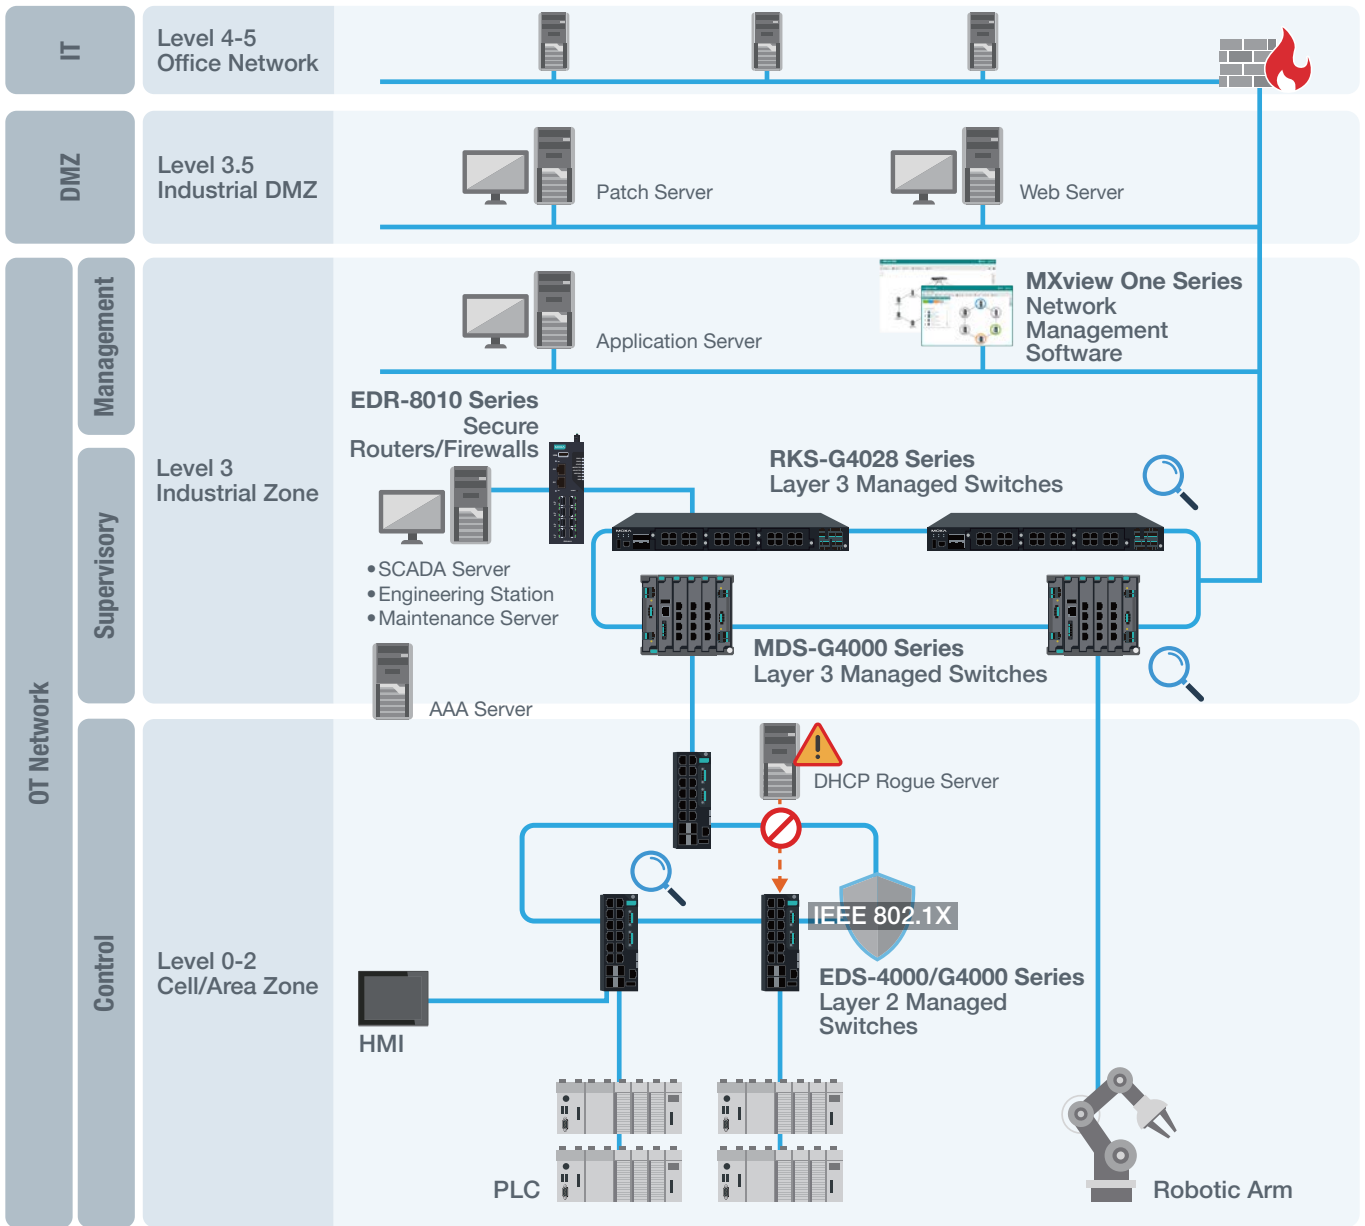 IT
Level 4-5
Office Network
DMZ
Level 3.5
Industrial DMZ
Patch Server
Web Server
OT Network
Management
Supervisory
Control
Level 3
Industrial Zone
Application Server
MXview One Series
Network
Management
Software
EDR-8010 Series
Secure
Routers/Firewalls
RKS-G4028 Series
Layer 3 Managed Switches
MOXA
MOXA
•SCADA Server
•Engineering Station
•Maintenance Server
MDS-G4000 Series
Layer 3 Managed Switches
AAA Server
DHCP Rogue Server
IEEE 802.1X
Level 0-2
Cell/Area Zone
EDS-4000/G4000 Series
Layer 2 Managed
Switches
HMI
PLC
Robotic Arm